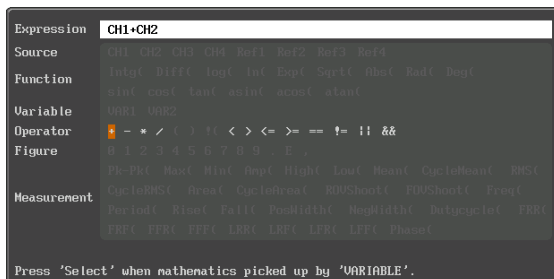 Expression CH1+CH2
Source CH1 CH2 CH3 CH4 Ref1 Ref2 Ref3 Ref4
Function Intg( Diff( log( ln( Exp( Sqrt( Abs( Rad( Deg(
sin( cos( tan( asin( acos( atan(
Variable VAR1 VAR2
Operator + - * / ( ) !( < > <= >= == != || &&
Figure 0 1 2 3 4 5 6 7 8 9 . E ,
Measurement Pk-Pk( Max( Min( Amp( High( Low( Mean( CycleMean( RMS(
CycleRMS( Area( CycleArea( ROVShoot( FOVShoot( Freq(
Period( Rise( Fall( PosWidth( NegWidth( Dutycycle( FRR(
FRF( FFR( FFF( LRR( LRF( LFR( LFF( Phase(
Press 'Select' when mathematics picked up by 'VARIABLE'.